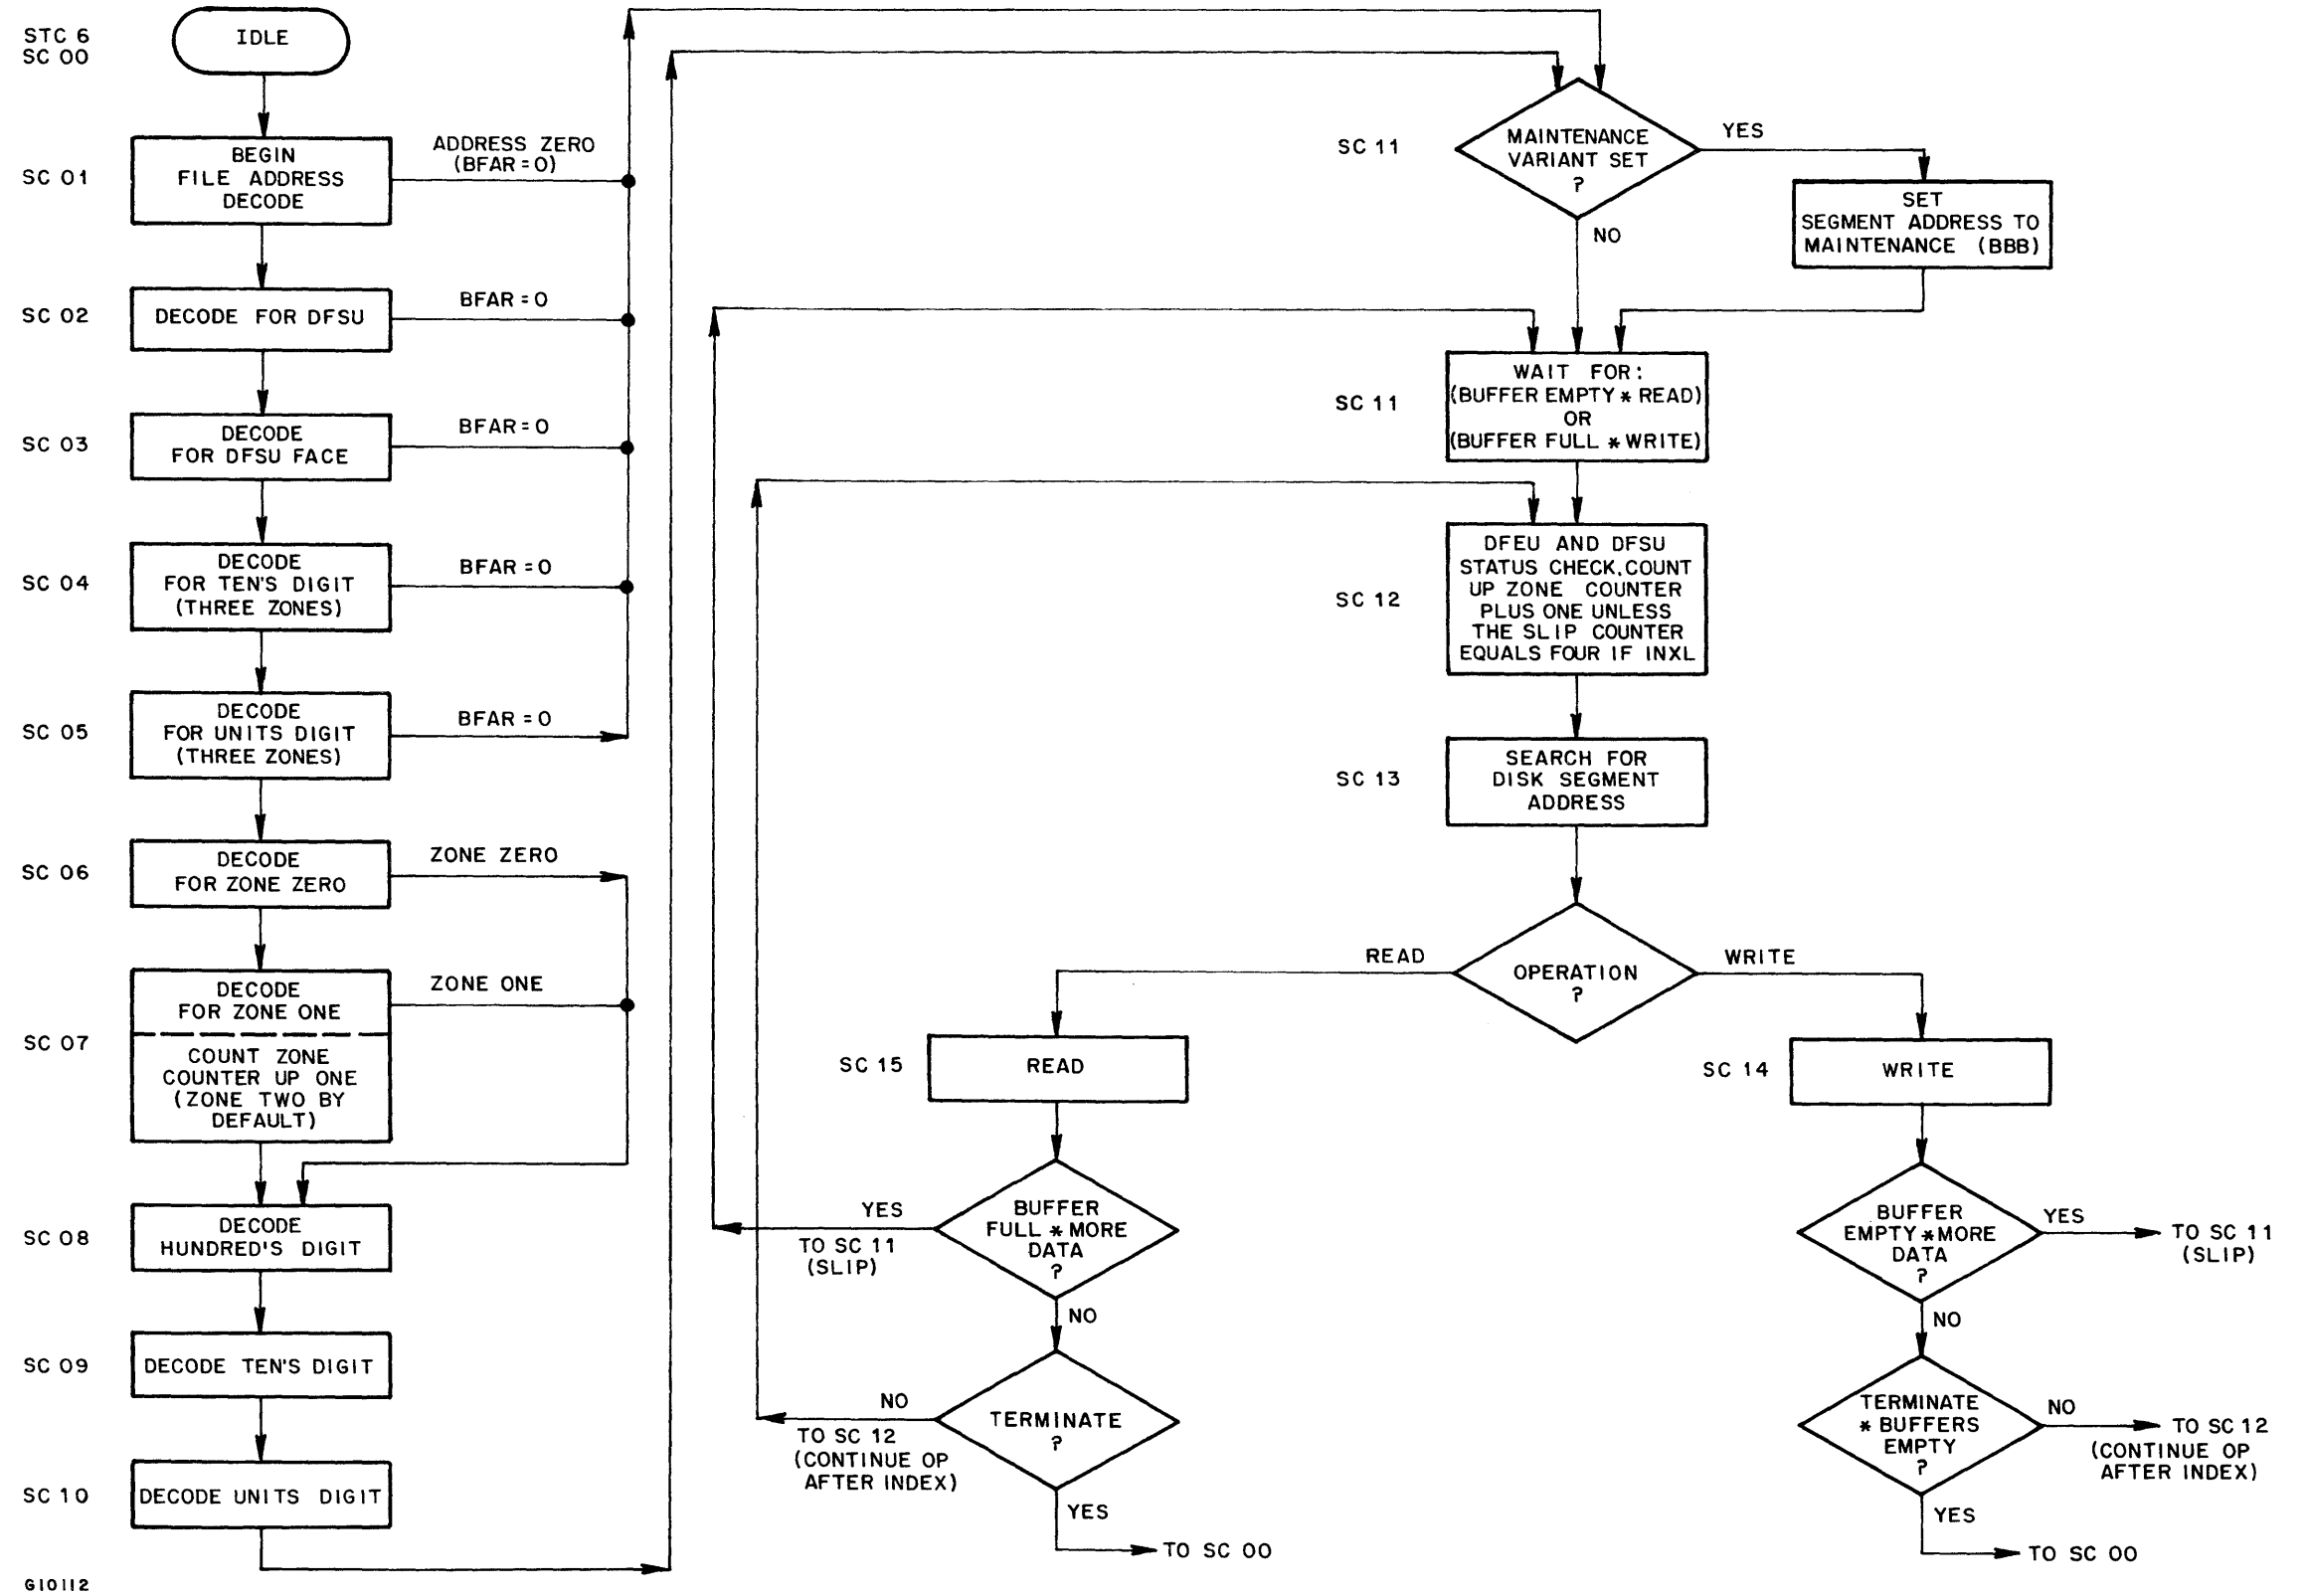 STC 6
SC 00
IDLE
SC 01
BEGIN
FILE ADDRESS
DECODE
ADDRESS ZERO
(BFAR = 0)
SC 02
DECODE FOR DFSU
BFAR = 0
SC 03
DECODE
FOR DFSU FACE
BFAR = 0
SC 04
DECODE
FOR TEN'S DIGIT
(THREE ZONES)
BFAR = 0
SC 05
DECODE
FOR UNITS DIGIT
(THREE ZONES)
BFAR = 0
SC 06
DECODE
FOR ZONE ZERO
ZONE ZERO
SC 07
DECODE
FOR ZONE ONE
ZONE ONE
COUNT ZONE
COUNTER UP ONE
(ZONE TWO BY
DEFAULT)
SC 08
DECODE
HUNDRED'S DIGIT
SC 09
DECODE TEN'S DIGIT
SC 10
DECODE UNITS DIGIT
G10112
SC 11
MAINTENANCE
VARIANT SET
?
YES
NO
SET
SEGMENT ADDRESS TO
MAINTENANCE (BBB)
SC 11
WAIT FOR:
(BUFFER EMPTY * READ)
OR
(BUFFER FULL * WRITE)
SC 12
DFEU AND DFSU
STATUS CHECK, COUNT
UP ZONE COUNTER
PLUS ONE UNLESS
THE SLIP COUNTER
EQUALS FOUR IF INXL
SC 13
SEARCH FOR
DISK SEGMENT
ADDRESS
OPERATION
?
READ
WRITE
SC 15
READ
BUFFER
FULL * MORE
DATA
?
YES
TO SC 11
(SLIP)
NO
TERMINATE
?
NO
TO SC 12
(CONTINUE OP
AFTER INDEX)
YES
TO SC 00
SC 14
WRITE
BUFFER
EMPTY * MORE
DATA
?
YES
TO SC 11
(SLIP)
NO
TERMINATE
* BUFFERS
EMPTY
?
NO
TO SC 12
(CONTINUE OP
AFTER INDEX)
YES
TO SC 00